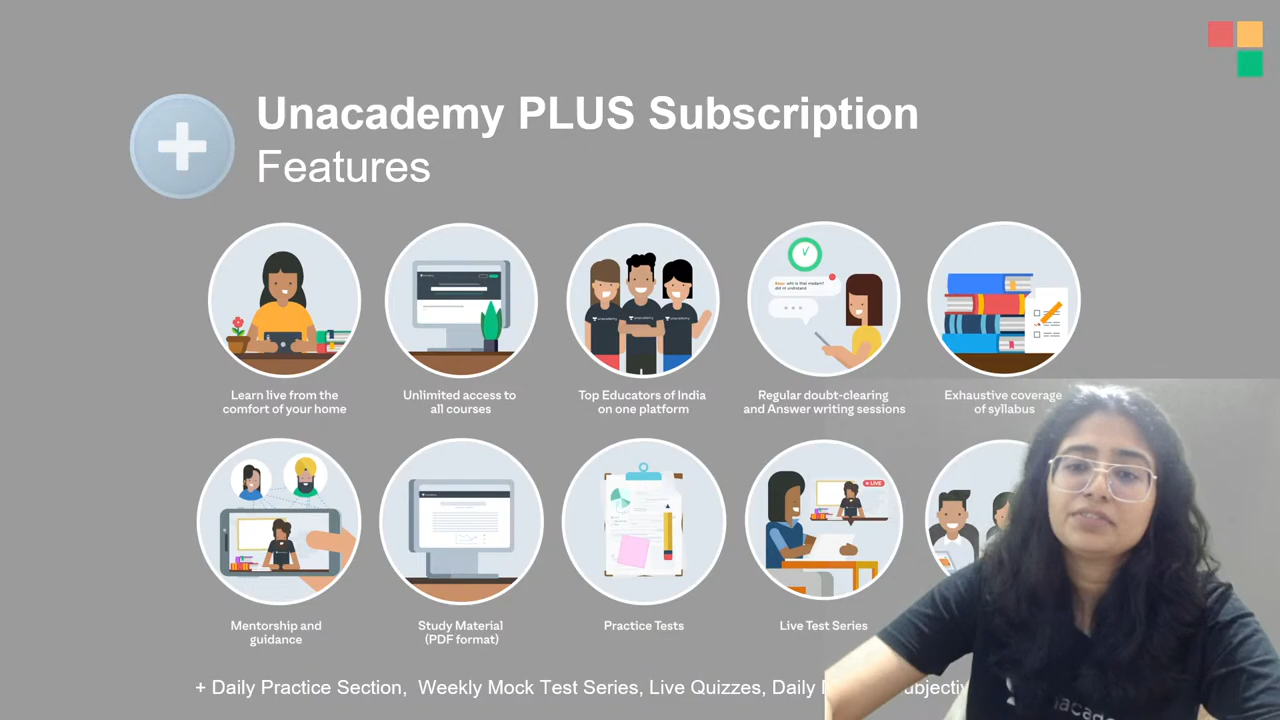 Unacademy PLUS Subscription
Features
Learn live from the
comfort of your home
Unlimited access to
all courses
Top Educators of India
on one platform
Regular doubt-clearing
and Answer writing sessions
Exhaustive coverage
of syllabus
Mentorship and
guidance
Study Material
(PDF format)
Practice Tests
LIVE
Live Test Series
+ Daily Practice Section, Weekly Mock Test Series, Live Quizzes, Daily